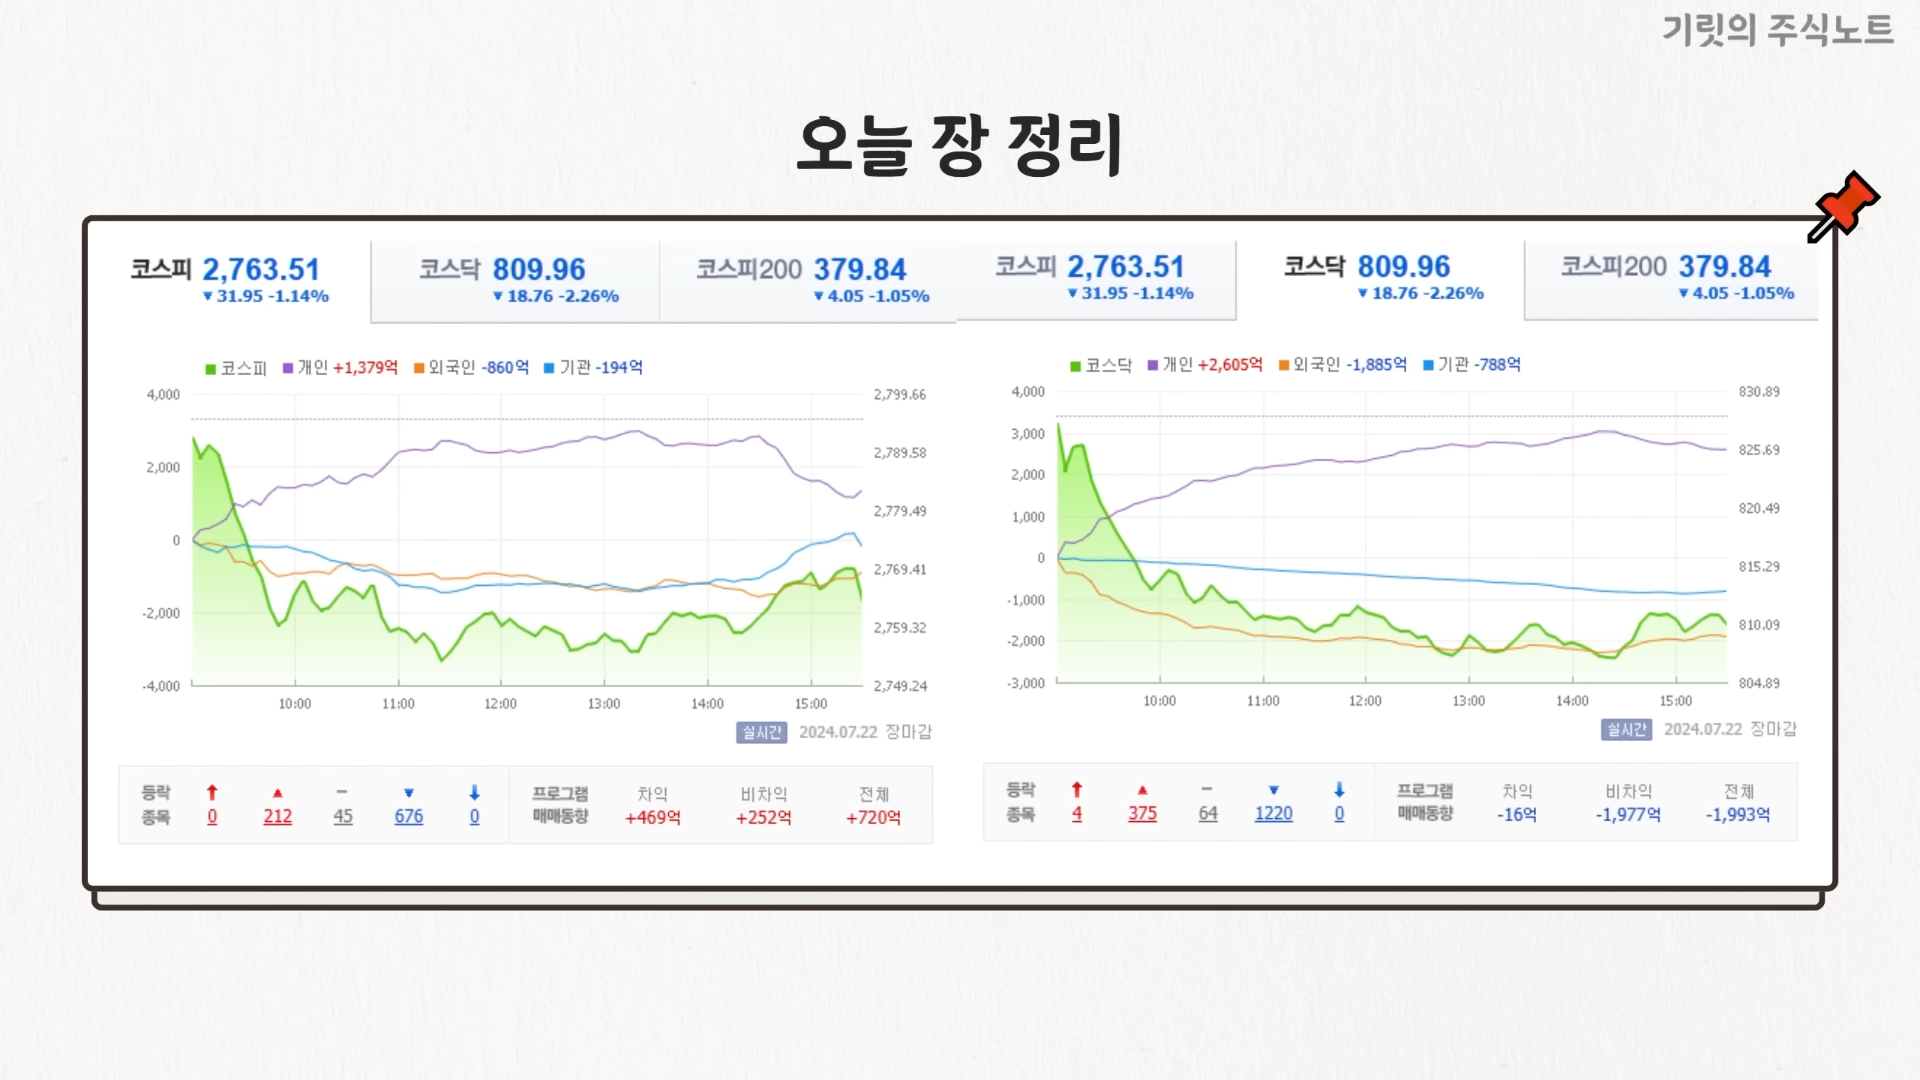 기릿의 주식노트
오늘 장 정리
코스피 2,763.51
▼31.95 -1.14%
코스닥 809.96
▼18.76 -2.26%
코스피200 379.84
▼4.05 -1.05%
■코스피 ■개인 +1,379억 ■외국인 -860억 ■기관 -194억
4,000
2,000
0
-2,000
-4,000
2,799.66
2,789.58
2,779.49
2,769.41
2,759.32
2,749.24
10:00 11:00 12:00 13:00 14:00 15:00
실시간 2024.07.22 장마감
등락 ↑ ▲ − ▼ ↓
종목 0 212 45 676 0
프로그램 차익 비차익 전체
매매동향 +469억 +252억 +720억
코스피 2,763.51
▼31.95 -1.14%
코스닥 809.96
▼18.76 -2.26%
코스피200 379.84
▼4.05 -1.05%
■코스닥 ■개인 +2,605억 ■외국인 -1,885억 ■기관 -788억
4,000
3,000
2,000
1,000
0
-1,000
-2,000
-3,000
830.89
825.69
820.49
815.29
810.09
804.89
10:00 11:00 12:00 13:00 14:00 15:00
실시간 2024.07.22 장마감
등락 ↑ ▲ − ▼ ↓
종목 4 375 64 1220 0
프로그램 차익 비차익 전체
매매동향 -16억 -1,977억 -1,993억